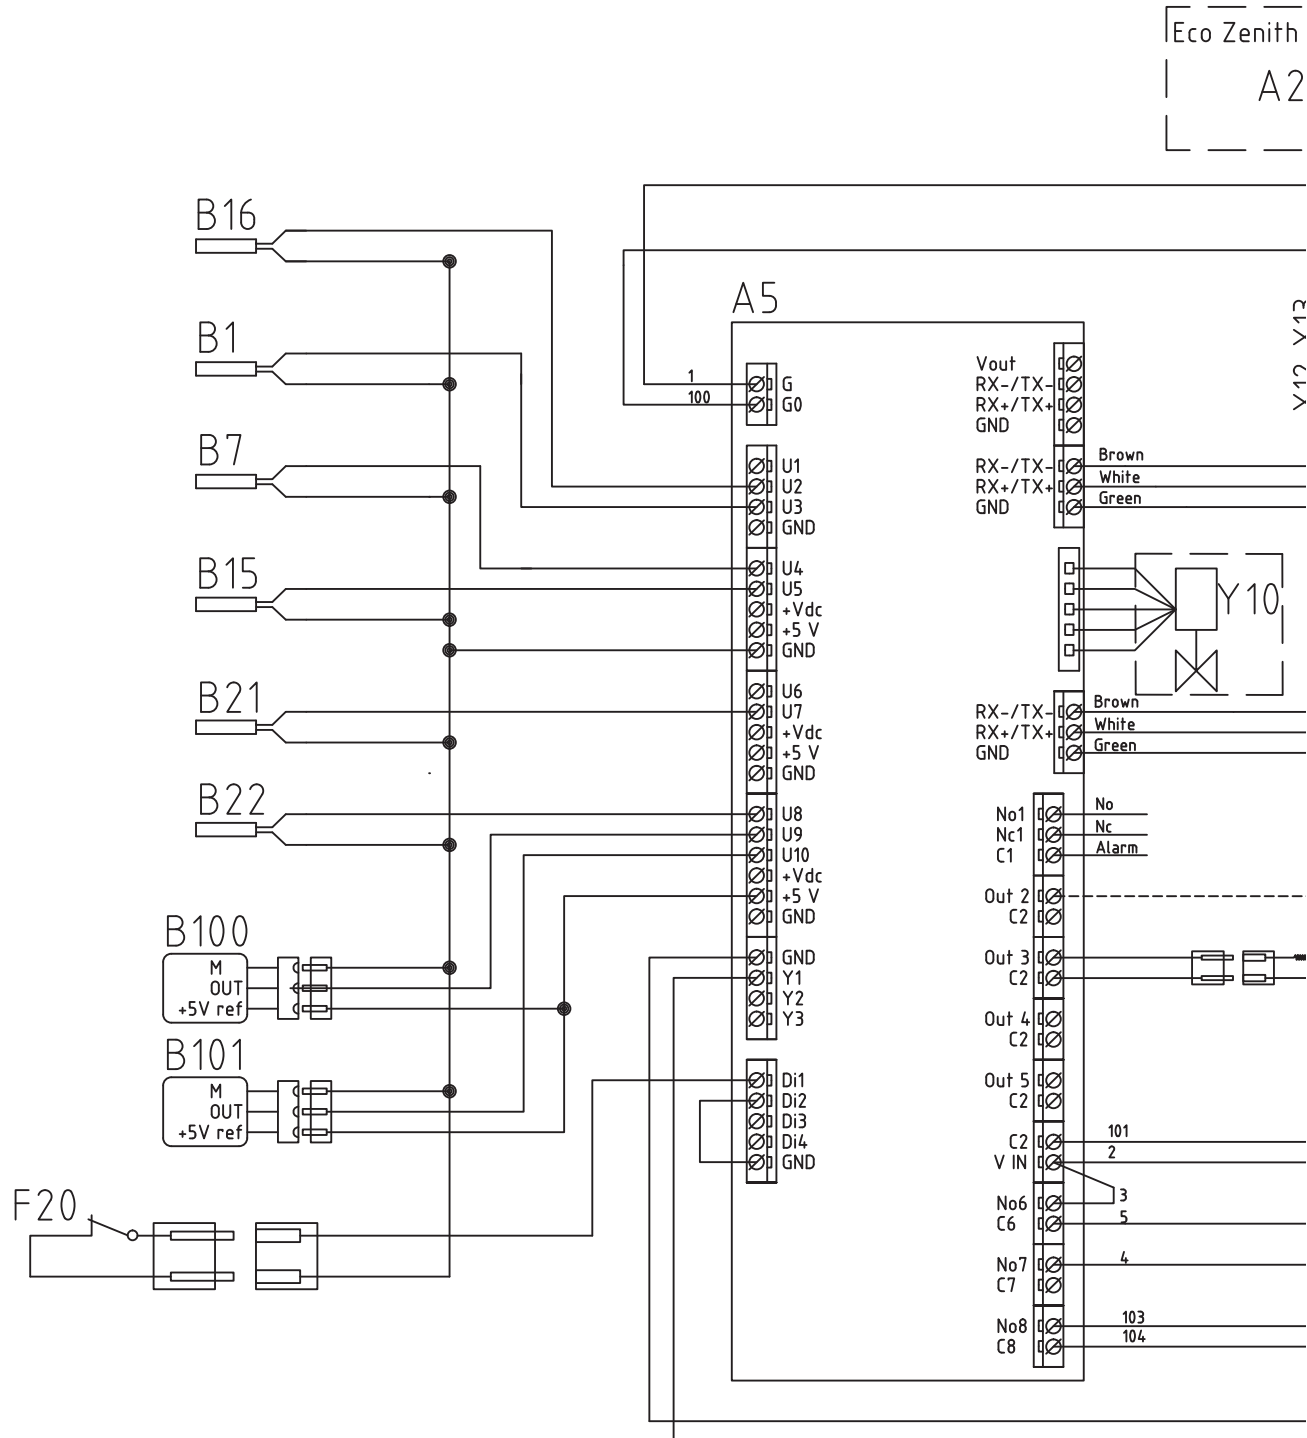 Eco Zenith
A2
B16
B1
B7
B15
B21
B22
B100
M
OUT
+5V ref
B101
M
OUT
+5V ref
F20
A5
1
100
G
G0
U1
U2
U3
GND
U4
U5
+Vdc
+5 V
GND
U6
U7
+Vdc
+5 V
GND
U8
U9
U10
+Vdc
+5 V
GND
GND
Y1
Y2
Y3
Di1
Di2
Di3
Di4
GND
Vout
RX-/TX-
RX+/TX+
GND
RX-/TX-
RX+/TX+
GND
Brown
White
Green
Y12 Y13
Y10
RX-/TX-
RX+/TX+
GND
Brown
White
Green
No1
Nc1
C1
No
Nc
Alarm
Out 2
C2
Out 3
C2
Out 4
C2
Out 5
C2
C2
V IN
101
2
No6
C6
3
5
No7
C7
4
No8
C8
103
104